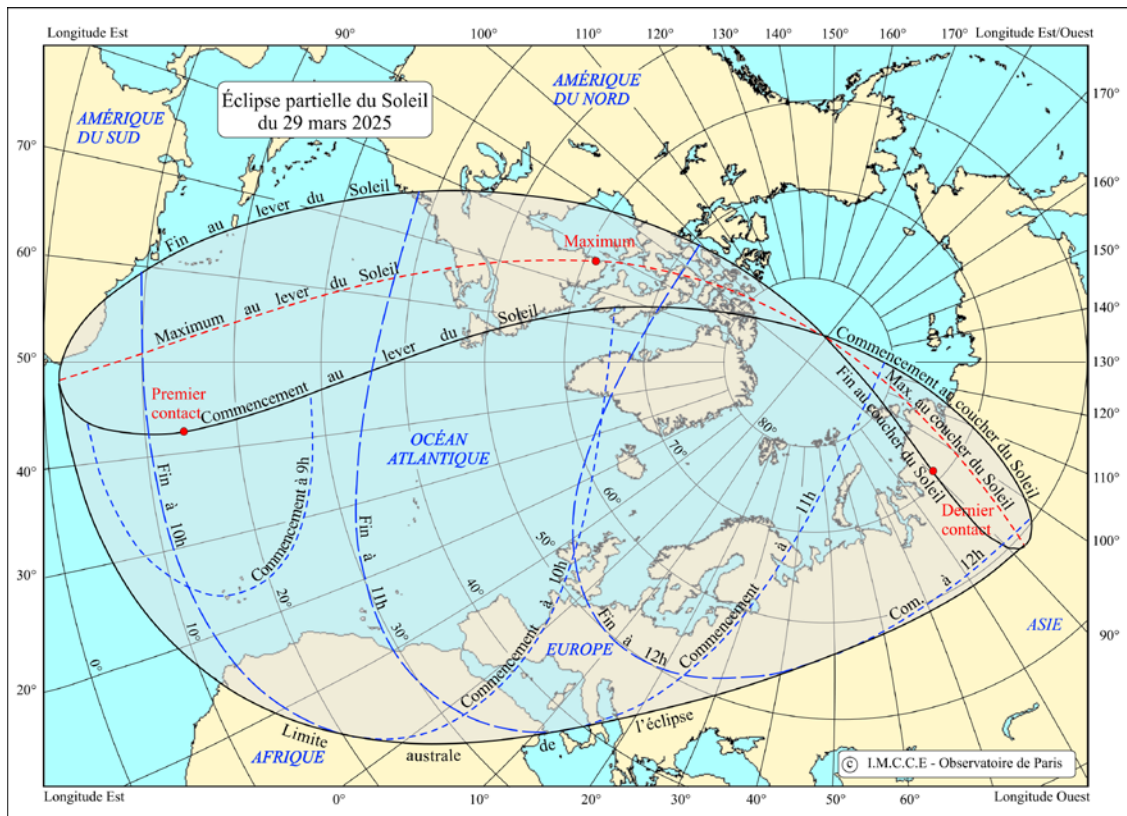 Longitude Est
90°
100°
110°
120°
130°
140°
150°
160°
170°
Longitude Est/Ouest
Éclipse partielle du Soleil
du 29 mars 2025
AMÉRIQUE
DU SUD
AMÉRIQUE
DU NORD
170°
160°
150°
140°
130°
120°
110°
100°
90°
70°
60°
50°
40°
30°
20°
Fin au lever du Soleil
Maximum
Maximum au lever du Soleil
Commencement au lever du Soleil
Premier
contact
Commencement au coucher du Soleil
Max. au coucher du Soleil
Fin au coucher du Soleil
Dernier
contact
OCÉAN
ATLANTIQUE
Fin à 10h
Commencement à 9h
Fin à 11h
Commencement à 10h
Fin à 12h
Commencement à 11h
Com. à 12h
80°
70°
60°
50°
40°
30°
20°
10°
0°
EUROPE
ASIE
AFRIQUE
Limite australe de l'éclipse
© I.M.C.C.E - Observatoire de Paris
Longitude Est
0°
10°
20°
30°
40°
50°
60°
Longitude Ouest